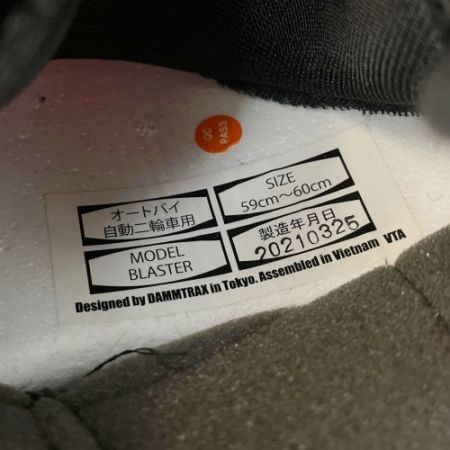 QC
PASS
オートバイ
自動二輪車用
SIZE
59cm～60cm
MODEL
BLASTER
製造年月日
20210325
Designed by DAMMTRAX in Tokyo. Assembled in Vietnam VTA